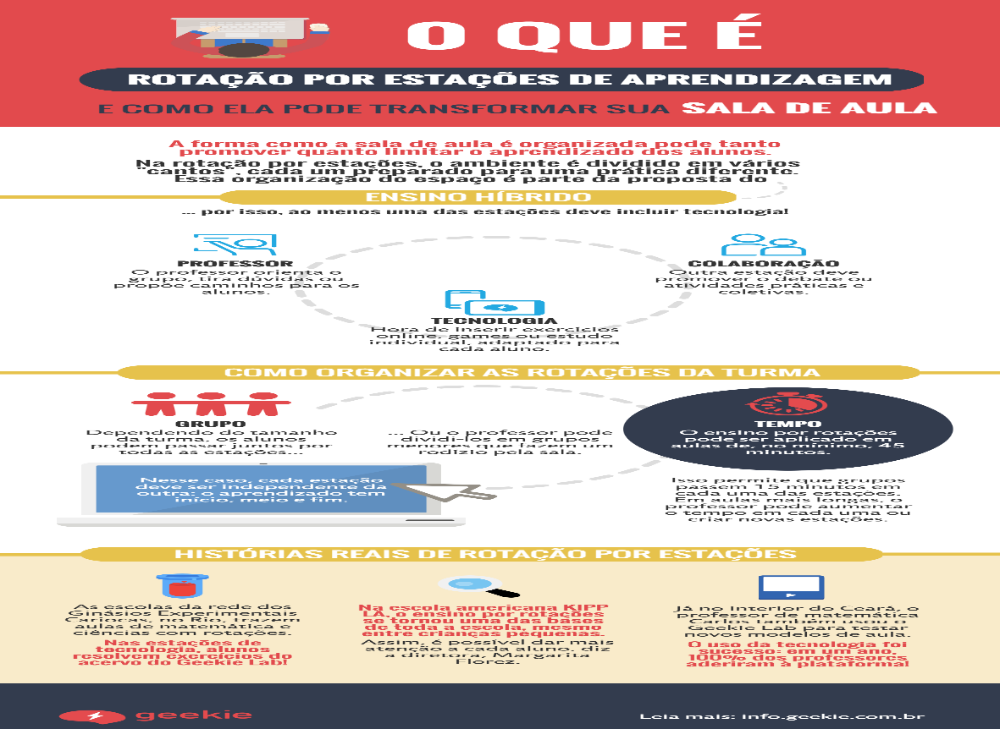 O QUE É
ROTAÇÃO POR ESTAÇÕES DE APRENDIZAGEM
E COMO ELA PODE TRANSFORMAR SUA SALA DE AULA
A forma como a sala de aula é organizada pode tanto
promover quanto limitar o aprendizado dos alunos.
Na rotação por estações, o ambiente é dividido em vários
"cantos", cada um preparado para uma prática diferente.
Essa organização do espaço é parte da proposta do
ENSINO HÍBRIDO
... por isso, ao menos uma das estações deve incluir tecnologia!
PROFESSOR
O professor orienta o
grupo, tira dúvidas ou
propõe caminhos para os
alunos.
COLABORAÇÃO
Outra estação deve
promover o debate ou
atividades práticas e
coletivas.
TECNOLOGIA
Hora de inserir exercícios
online, games ou estudo
individual, adaptado para
cada aluno.
COMO ORGANIZAR AS ROTAÇÕES DA TURMA
GRUPO
Dependendo do tamanho
da turma, os alunos
podem passar juntos por
todas as estações...
... Ou o professor pode
dividi-los em grupos
menores, que fazem um
rodízio pela sala.
Nesse caso, cada estação
deve ser independente da
outra: o aprendizado tem
início, meio e fim.
TEMPO
O ensino por rotações
pode ser aplicado em
aulas de, no mínimo, 45
minutos.
Isso permite que grupos
passem 15 minutos em
cada uma das estações.
Em aulas mais longas, o
professor pode aumentar
o tempo em cada uma ou
criar novas estações.
HISTÓRIAS REAIS DE ROTAÇÃO POR ESTAÇÕES
As escolas da rede dos
Ginásios Experimentais
Cariocas, no Rio, trazem
aulas de matemática e
ciências com rotações.
Nas estações de
tecnologia, alunos
resolvem exercícios do
acervo do Geekie Lab!
Na escola americana KIPP
LA, o ensino por rotações
se tornou uma das bases
de toda a escola, mesmo
entre crianças pequenas.
Assim, é possível dar mais
atenção a cada aluno, diz
a diretora, Margarita
Florez.
Já no interior do Ceará, o
professor de matemática
Carlos também usou o
Geekie Lab para testar
novos modelos de aula.
O uso da tecnologia foi
sucesso: em um ano,
100% dos professores
aderiram à plataforma!
geekie
Leia mais: info.geekie.com.br